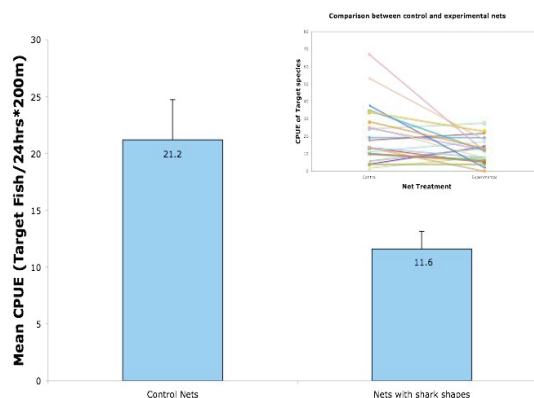 Mean CPUE (Target Fish/24hrs*200m)
30
25
20
15
10
5
0
21.2
11.6
Control Nets
Nets with shark shapes
Comparison between control and experimental nets
CPUE of Target species
Control
Experimental
Net Treatment